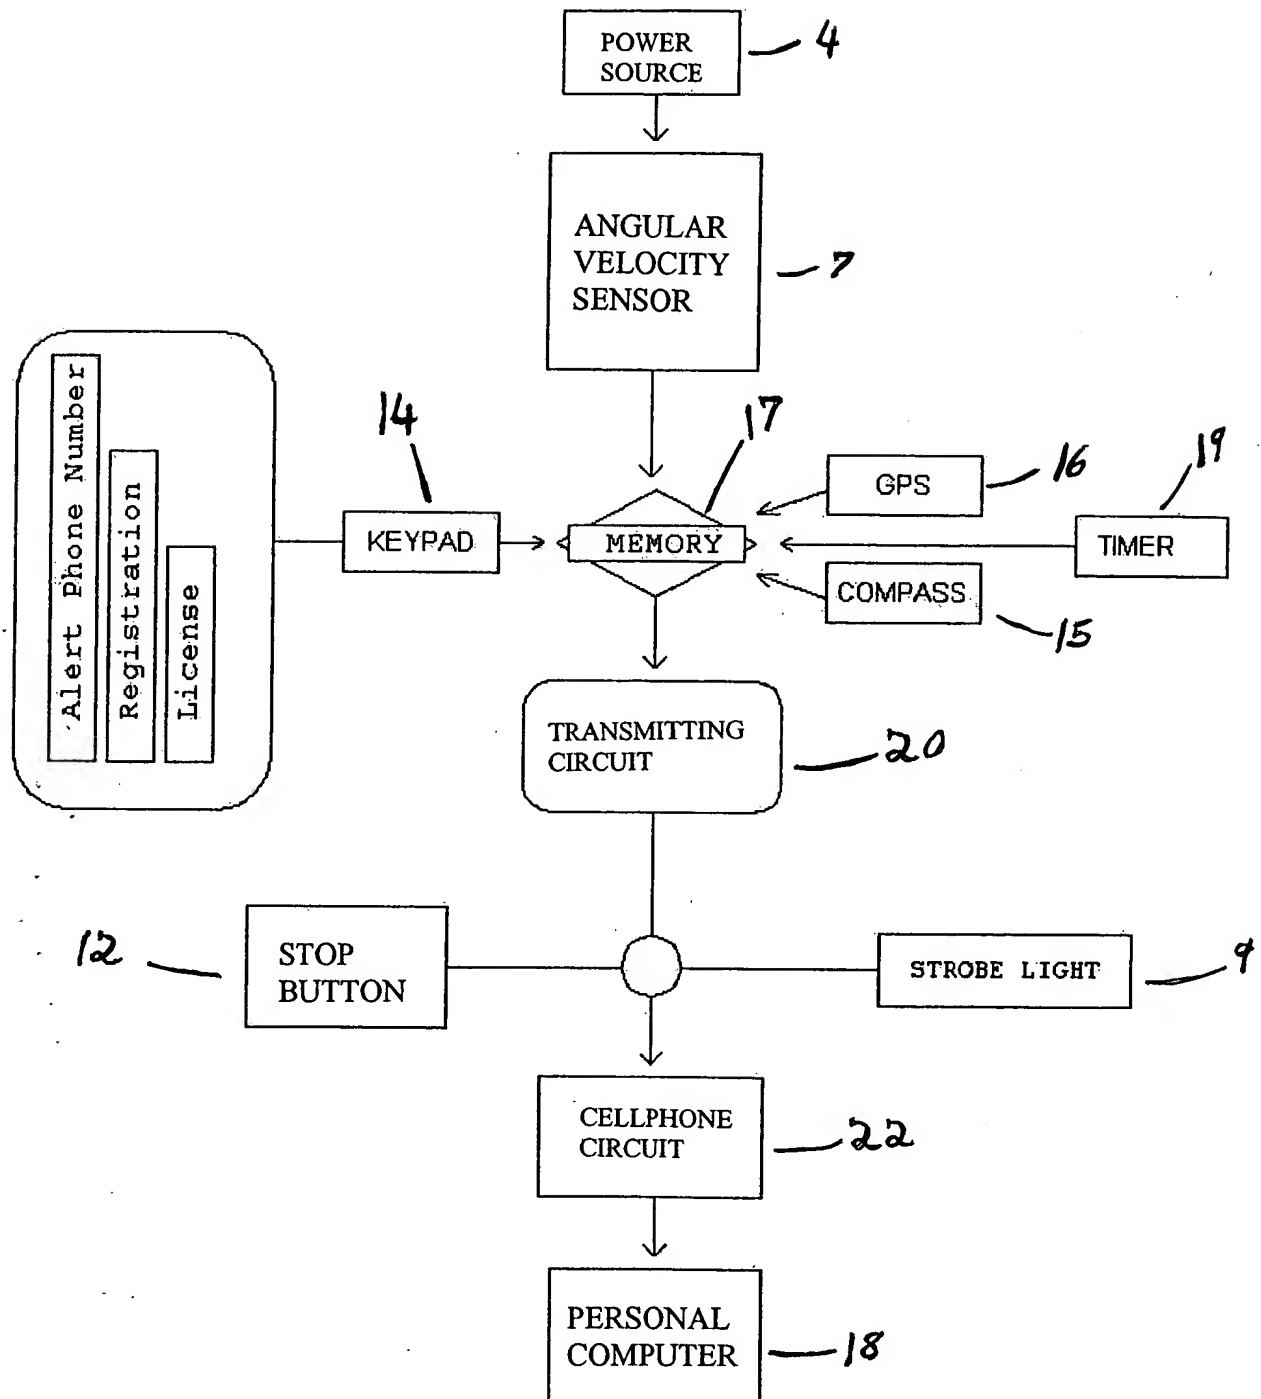 POWER
SOURCE
4
ANGULAR
VELOCITY
SENSOR
7
Alert Phone Number
Registration
License
14
KEYPAD
17
MEMORY
GPS
16
19
TIMER
COMPASS
15
TRANSMITTING
CIRCUIT
20
12
STOP
BUTTON
STROBE LIGHT
9
CELLPHONE
CIRCUIT
22
PERSONAL
COMPUTER
18